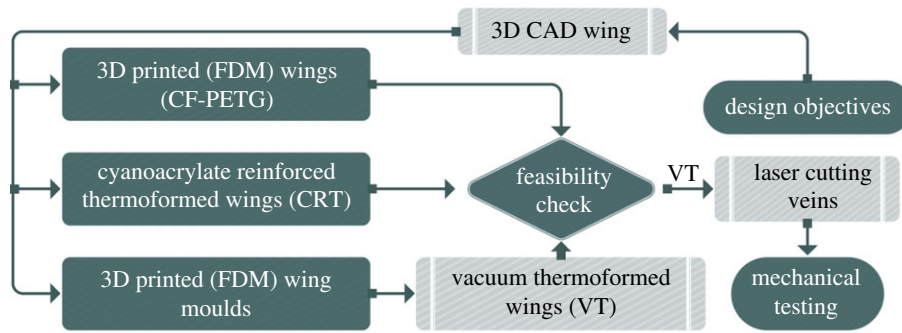 3D CAD wing
design objectives
3D printed (FDM) wings
(CF-PETG)
cyanoacrylate reinforced
thermoformed wings (CRT)
3D printed (FDM) wing
moulds
vacuum thermoformed
wings (VT)
feasibility
check
VT
laser cutting
veins
mechanical
testing